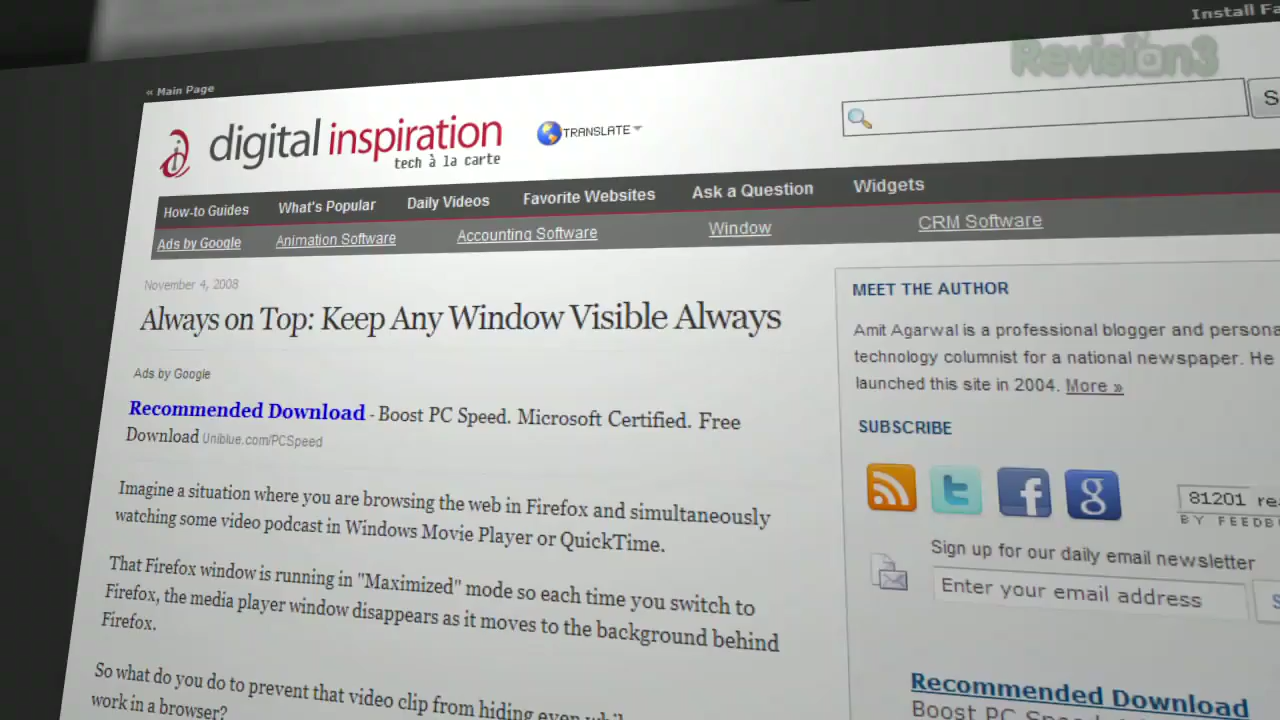 Install
Revision3
« Main Page
digital inspiration
tech à la carte
TRANSLATE
How-to Guides What's Popular Daily Videos Favorite Websites Ask a Question Widgets
Ads by Google Animation Software Accounting Software Window CRM Software
November 4, 2008
Always on Top: Keep Any Window Visible Always
Ads by Google
Recommended Download - Boost PC Speed. Microsoft Certified. Free
Download Uniblue.com/PCSpeed
Imagine a situation where you are browsing the web in Firefox and simultaneously
watching some video podcast in Windows Movie Player or QuickTime.
That Firefox window is running in "Maximized" mode so each time you switch to
Firefox, the media player window disappears as it moves to the background behind
Firefox.
So what do you do to prevent that video clip from hiding even
work in a browser?
MEET THE AUTHOR
Amit Agarwal is a professional blogger and persona
technology columnist for a national newspaper. He
launched this site in 2004. More »
SUBSCRIBE
81201 re
BY FEEDB
Sign up for our daily email newsletter
Enter your email address
Recommended Download
Boost PC